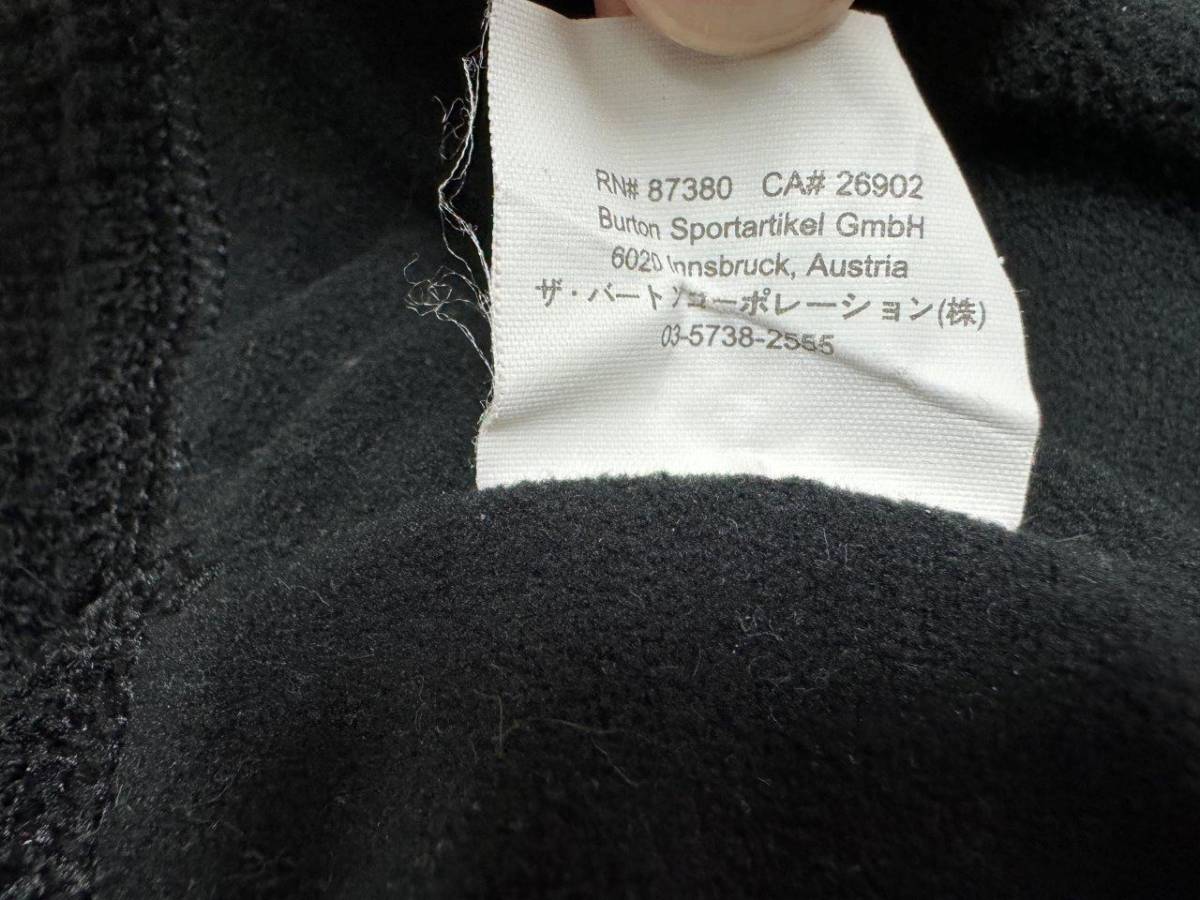 RN# 87380 CA# 26902
Burton Sportartikel GmbH
6020 Innsbruck, Austria
ザ・バートンコーポレーション(株)
03-5738-2555